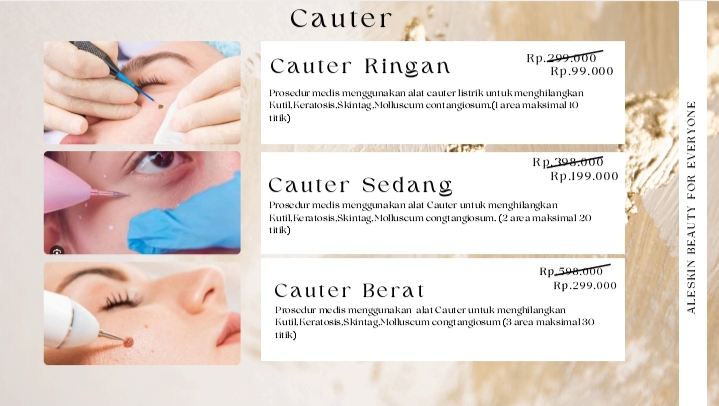 Cauter
Cauter Ringan
Rp.299.000
Rp.99.000
Prosedur medis menggunakan alat cauter listrik untuk menghilangkan
Kutil,Keratosis,Skintag,Molluscum contangiosum.(1 area maksimal 10
titik)
Cauter Sedang
Rp.398.000
Rp.199.000
Prosedur medis menggunakan alat Cauter untuk menghilangkan
Kutil,Keratosis,Skintag,Molluscum congtangiosum. (2 area maksimal 20
titik)
Cauter Berat
Rp.598.000
Rp.299.000
Prosedur medis menggunakan alat Cauter untuk menghilangkan
Kutil,Keratosis,Skintag,Molluscum congtangiosum (3 area maksimal 30
titik)
ALESKIN BEAUTY FOR EVERYONE